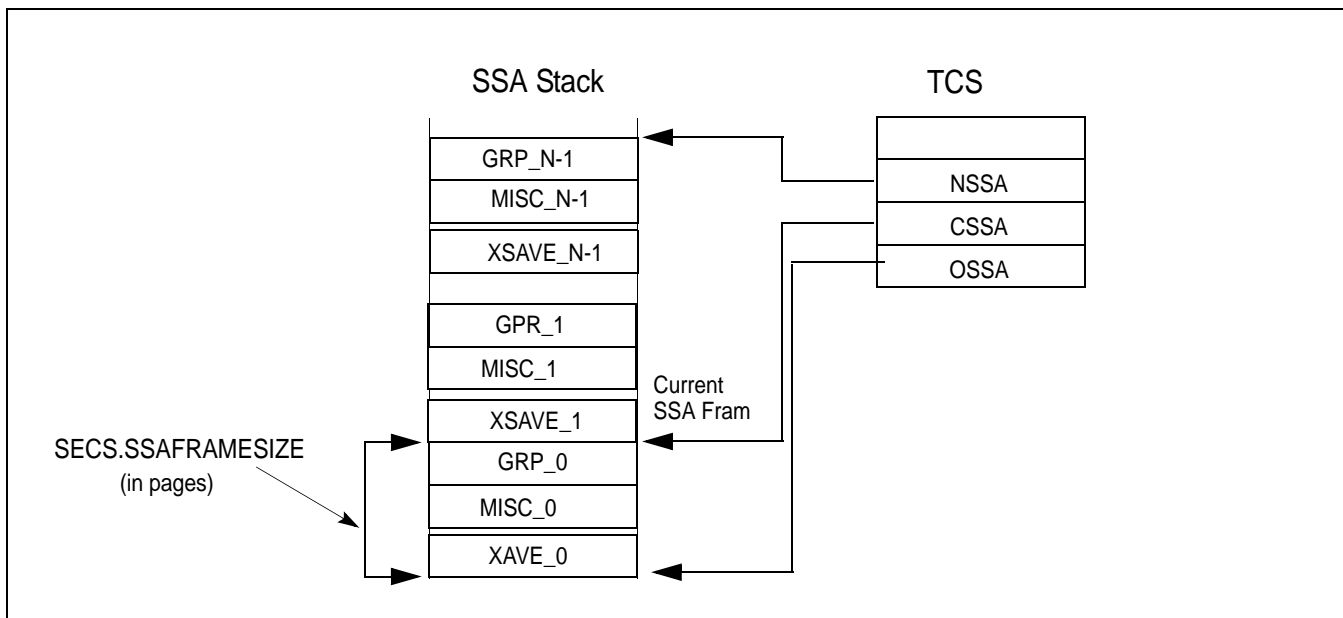 SSA Stack
TCS
GRP_N-1
MISC_N-1
XSAVE_N-1
GPR_1
MISC_1
XSAVE_1
GRP_0
MISC_0
XAVE_0
NSSA
CSSA
OSSA
Current
SSA Fram
SECS.SSAFRAMESIZE
(in pages)